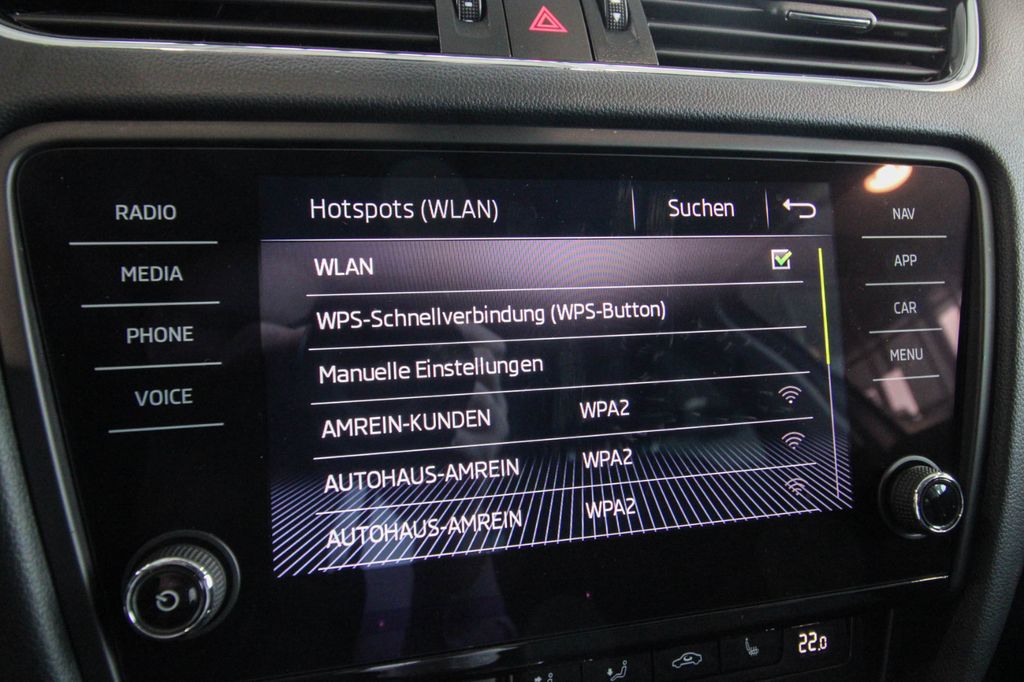 RADIO
MEDIA
PHONE
VOICE
Hotspots (WLAN) Suchen
WLAN
WPS-Schnellverbindung (WPS-Button)
Manuelle Einstellungen
AMREIN-KUNDEN WPA2
AUTOHAUS-AMREIN WPA2
AUTOHAUS-AMREIN WPA2
NAV
APP
CAR
MENU
22.0